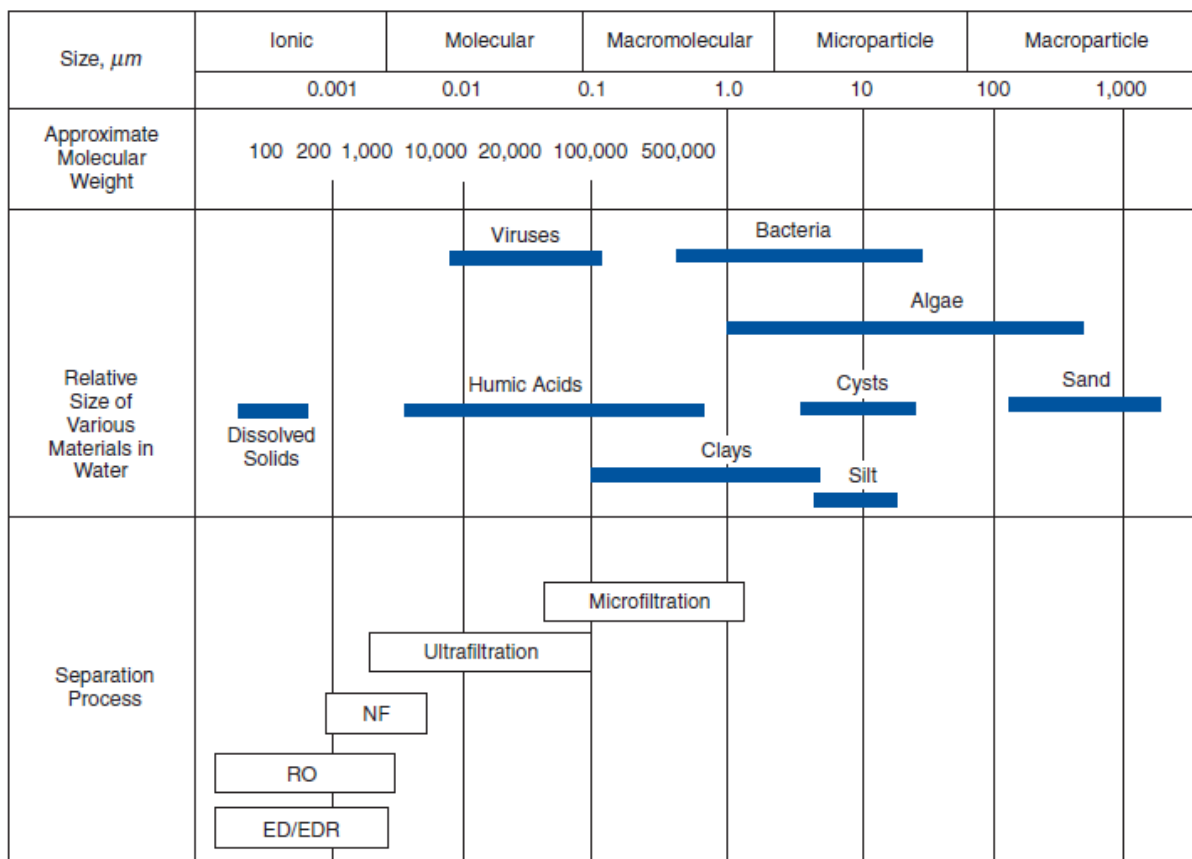 Size, μm
Ionic
Molecular
Macromolecular
Microparticle
Macroparticle
0.001
0.01
0.1
1.0
10
100
1,000
Approximate
Molecular
Weight
100 200 1,000 10,000 20,000 100,000 500,000
Relative
Size of
Various
Materials in
Water
Viruses
Bacteria
Algae
Humic Acids
Cysts
Sand
Dissolved
Solids
Clays
Silt
Separation
Process
Microfiltration
Ultrafiltration
NF
RO
ED/EDR